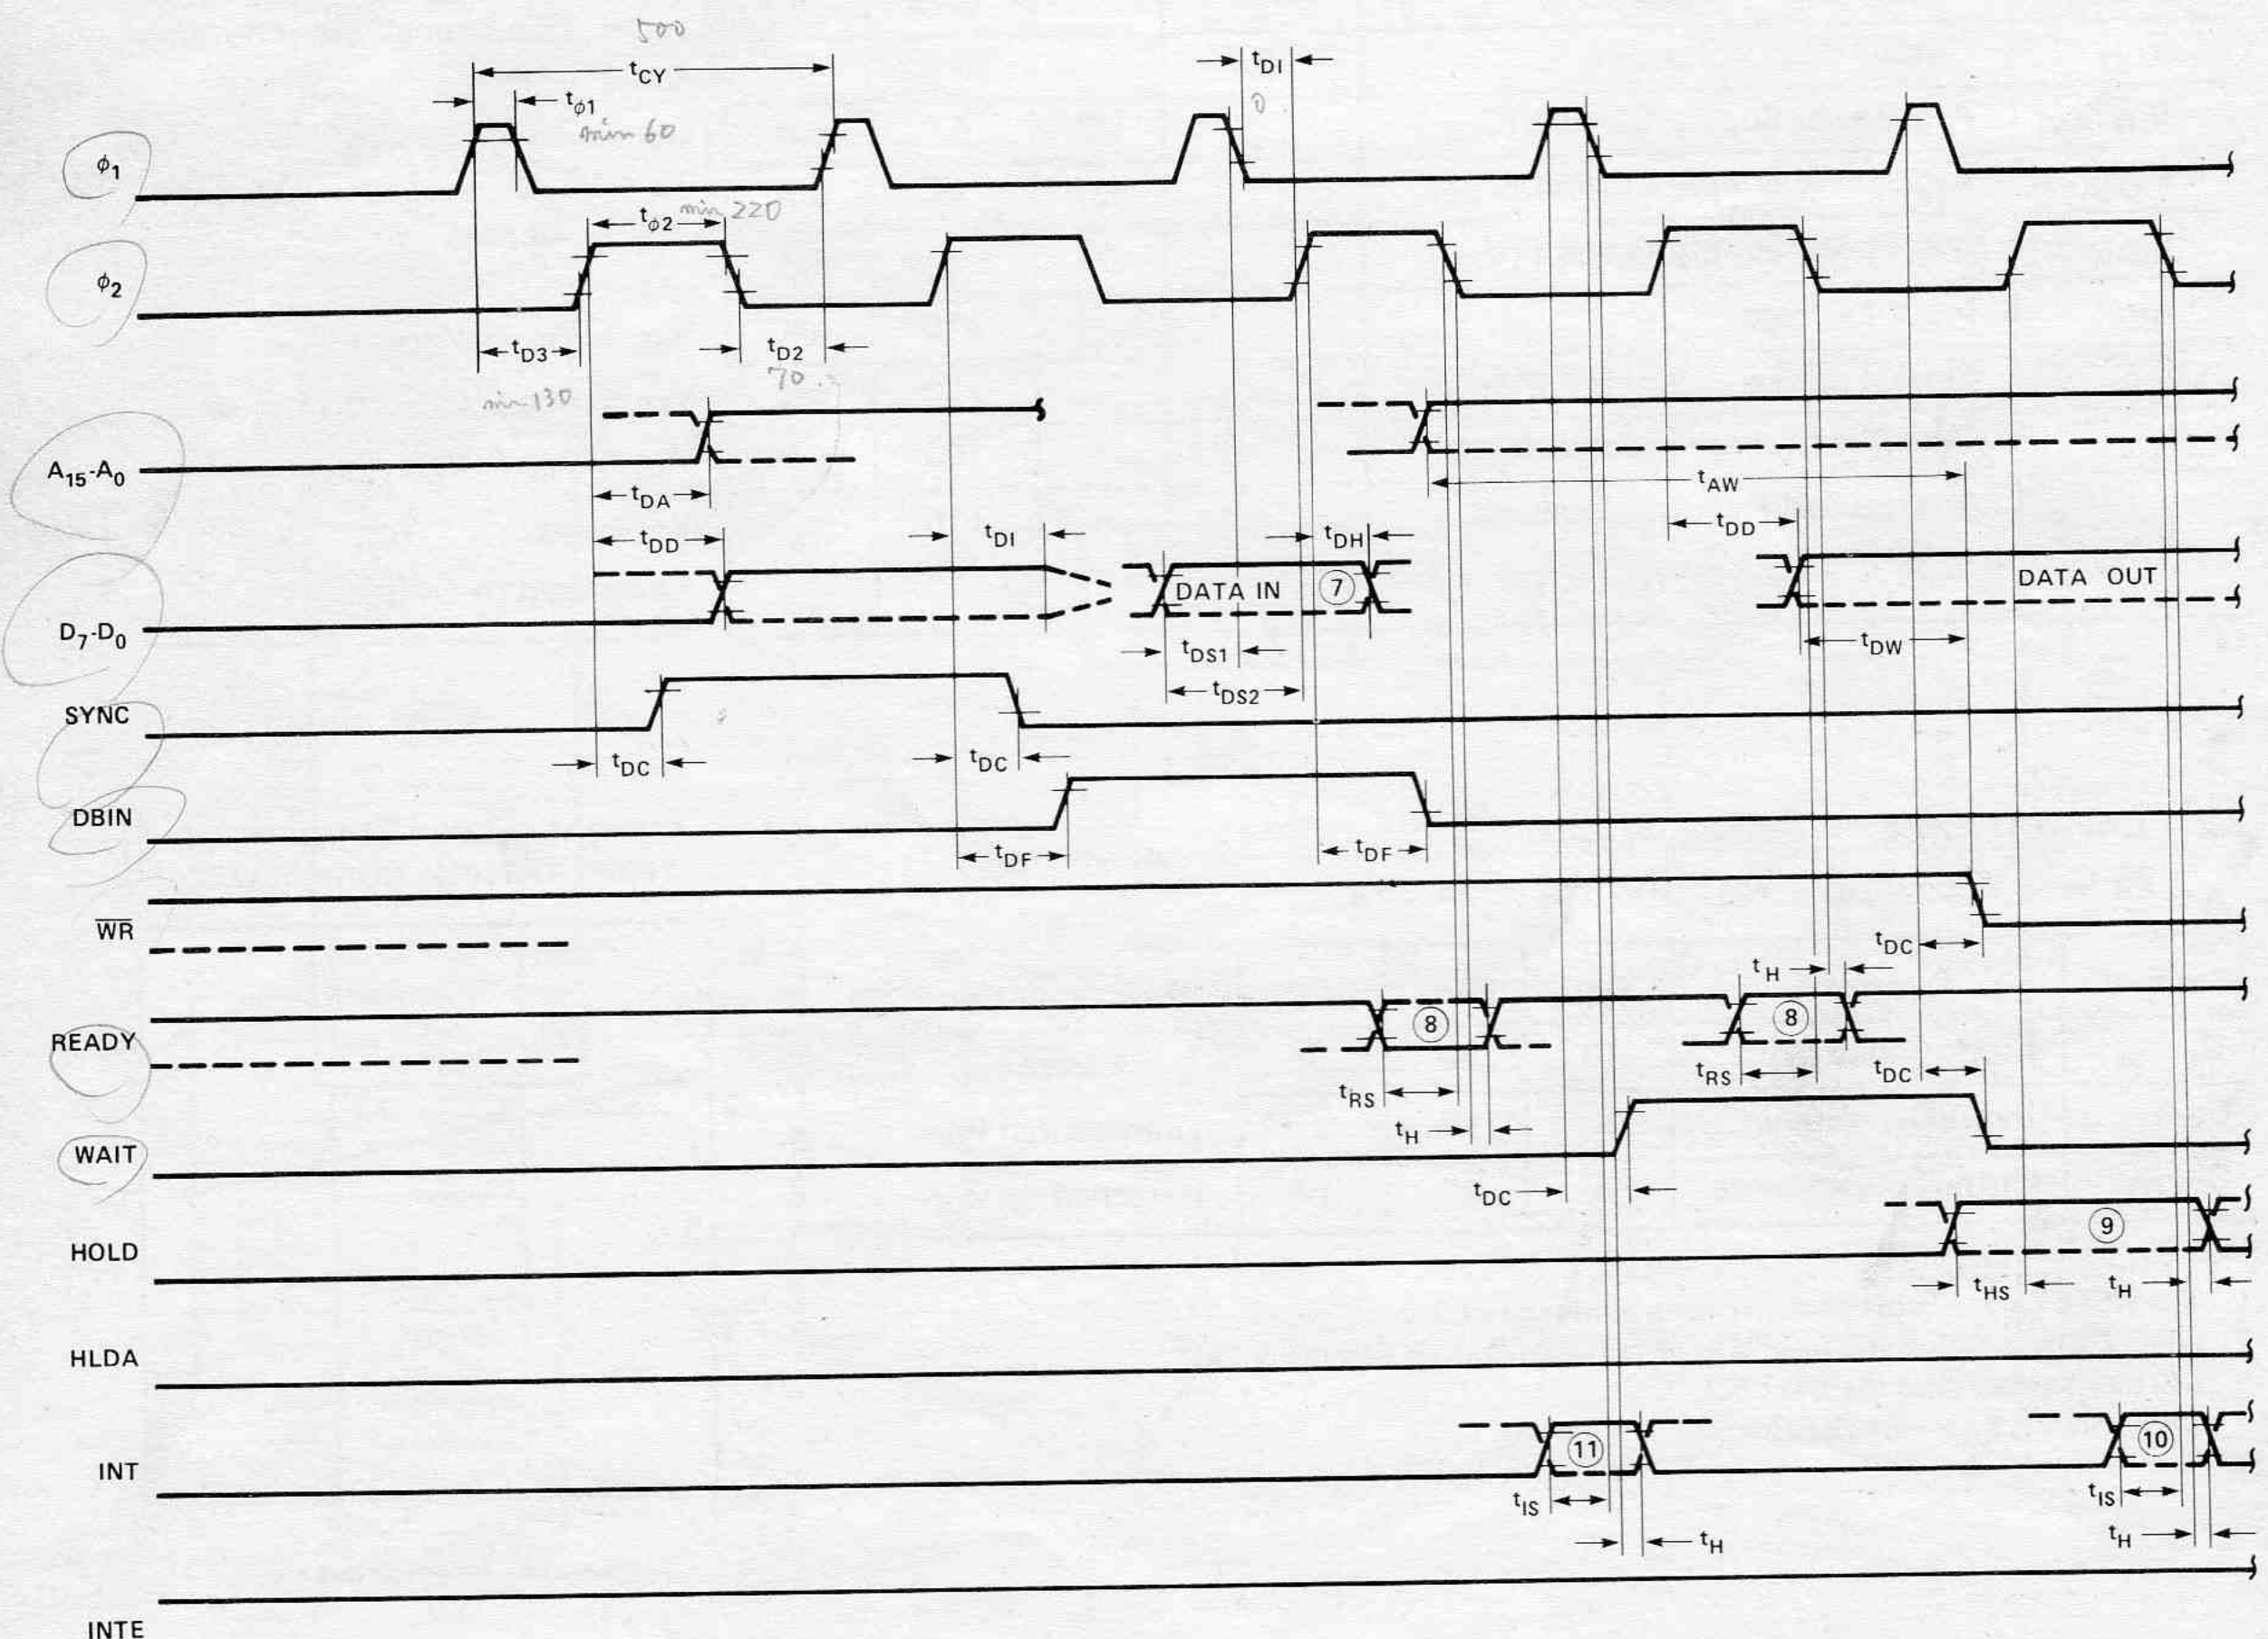 500
tCY
tDI
tφ1
0
min 60
φ1
tφ2
min 220
φ2
tD3
tD2
70
min 130
A15-A0
tDA
tAW
tDD
tDI
tDH
tDD
D7-D0
DATA IN
7
DATA OUT
tDS1
tDW
tDS2
SYNC
tDC
tDC
DBIN
tDF
tDF
WR
tDC
tH
READY
8
8
tRS
tRS
tDC
tH
WAIT
tDC
HOLD
9
tHS
tH
HLDA
INT
11
10
tIS
tIS
tH
tH
INTE